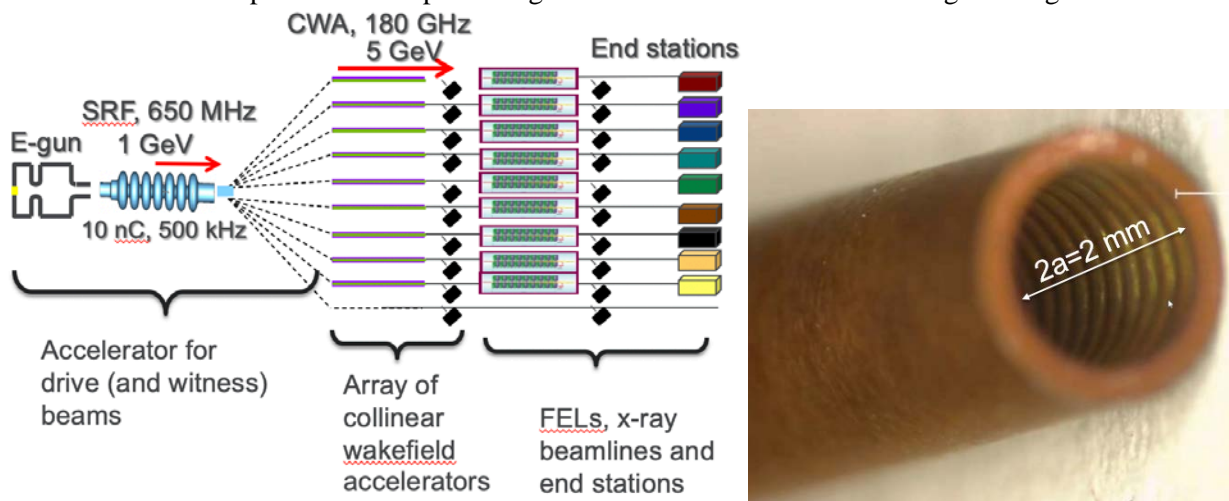 CWA, 180 GHz
5 GeV
End stations
SRF, 650 MHz
E-gun
1 GeV
10 nC, 500 kHz
2a=2 mm
Accelerator for
drive (and witness)
beams
Array of
collinear
wakefield
accelerators
FELs, x-ray
beamlines and
end stations